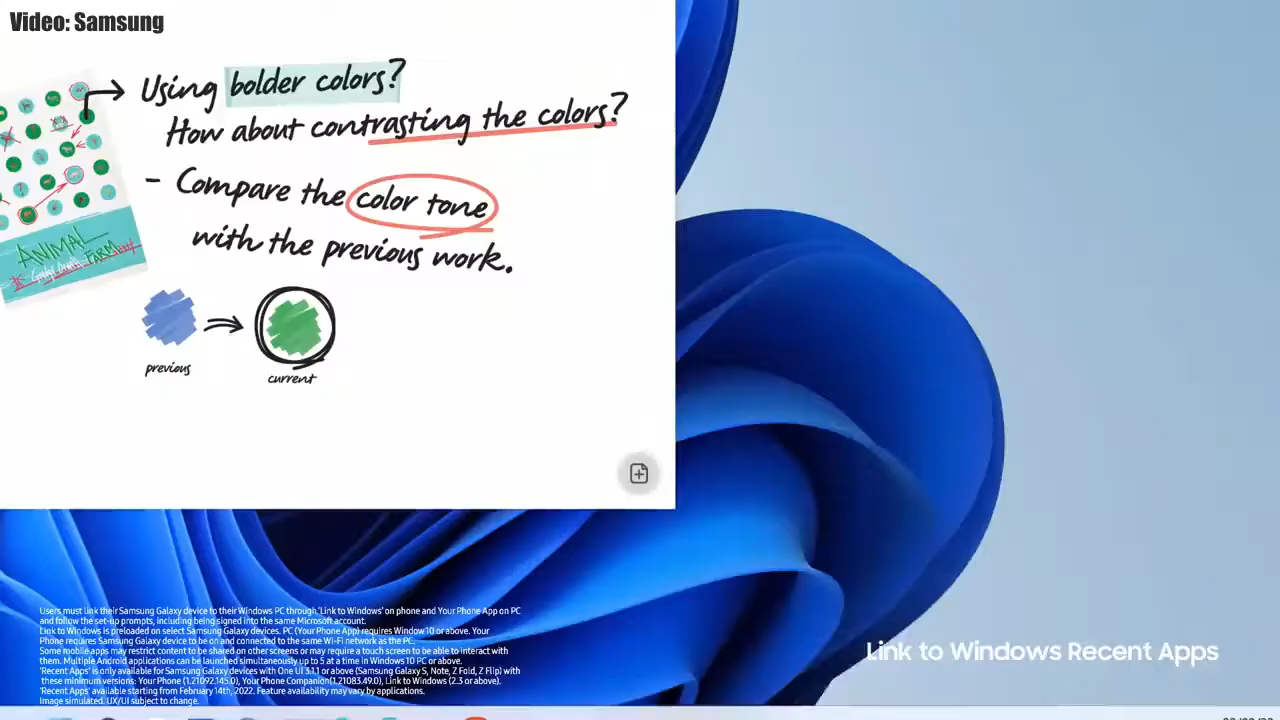 Video: Samsung
Using bolder colors?
How about contrasting the colors?
- Compare the color tone
with the previous work.
ANIMAL
FARM
previous
current
Users must link their Samsung Galaxy device to their Windows PC through 'Link to Windows' on phone and Your Phone App on PC
and follow the set-up prompts, including being signed into the same Microsoft account.
Link to Windows is preloaded on select Samsung Galaxy devices. PC (Your Phone App) requires Window 10 or above. Your
Phone requires Samsung Galaxy device to be on and connected to the same Wi-Fi network as the PC.
Some mobile apps may restrict content to be shared on other screens or may require a touch screen to be able to interact with
them. Multiple Android applications can be launched simultaneously up to 5 at a time in Windows 10 PC or above.
'Recent Apps' is only available for Samsung Galaxy devices with One UI 3.1.1 or above (Samsung Galaxy S, Note, Z Fold, Z Flip) with
these minimum versions: Your Phone (1.21092.145.0), Your Phone Companion (1.21083.49.0), Link to Windows (2.3 or above).
'Recent Apps' available starting from February 14th, 2022. Feature availability may vary by applications.
Image simulated. UX/UI subject to change.
Link to Windows Recent Apps